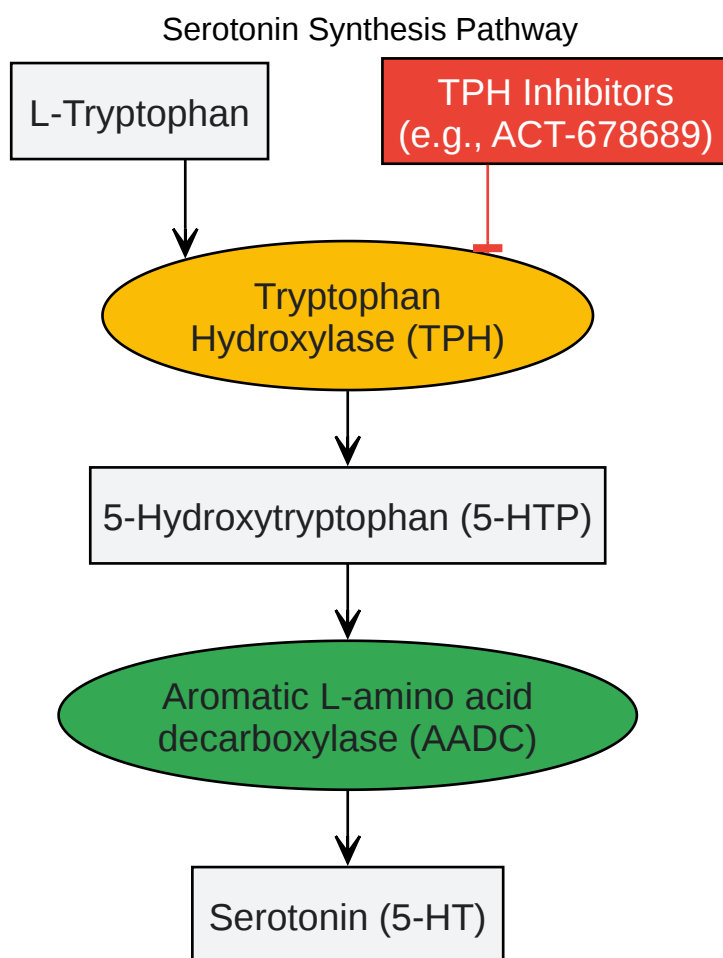 Serotonin Synthesis Pathway
L-Tryptophan
TPH Inhibitors
(e.g., ACT-678689)
Tryptophan
Hydroxylase (TPH)
5-Hydroxytryptophan (5-HTP)
Aromatic L-amino acid
decarboxylase (AADC)
Serotonin (5-HT)